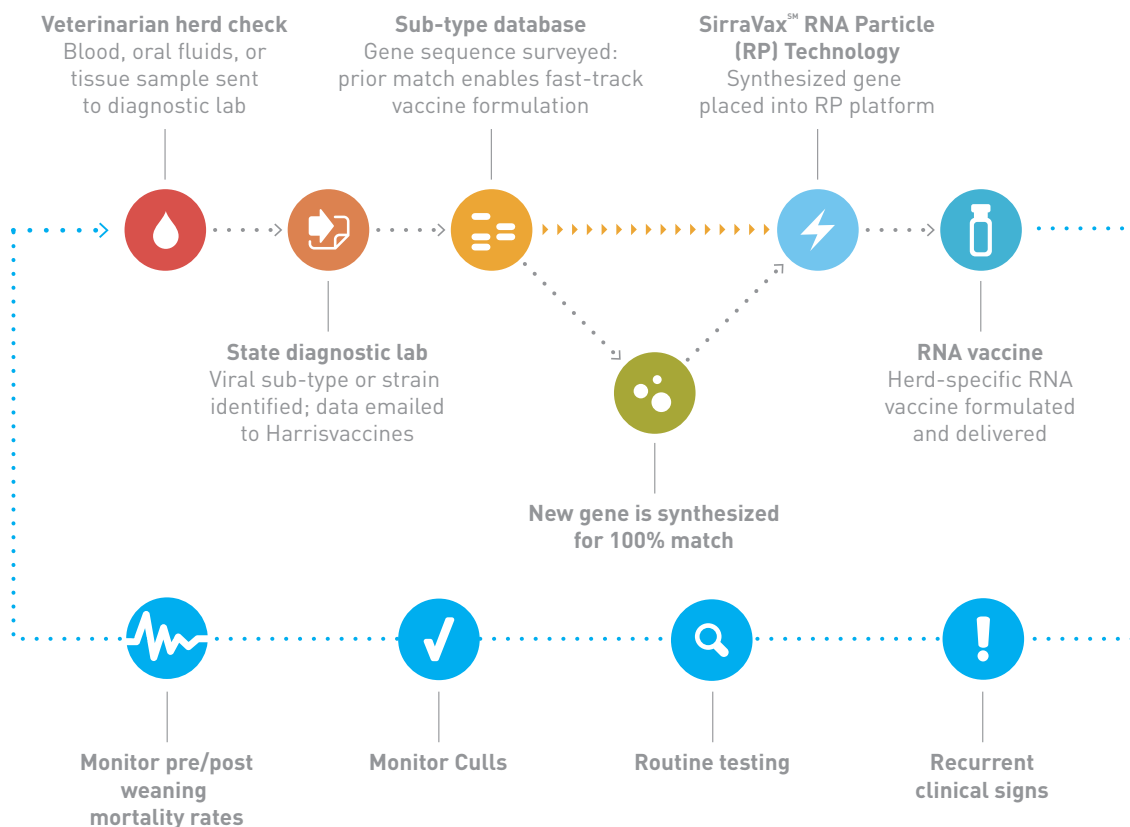 Veterinarian herd check
Blood, oral fluids, or
tissue sample sent
to diagnostic lab
Sub-type database
Gene sequence surveyed:
prior match enables fast-track
vaccine formulation
SirraVax℠ RNA Particle
(RP) Technology
Synthesized gene
placed into RP platform
State diagnostic lab
Viral sub-type or strain
identified; data emailed
to Harrisvaccines
RNA vaccine
Herd-specific RNA
vaccine formulated
and delivered
New gene is synthesized
for 100% match
Monitor pre/post
weaning
mortality rates
Monitor Culls
Routine testing
Recurrent
clinical signs